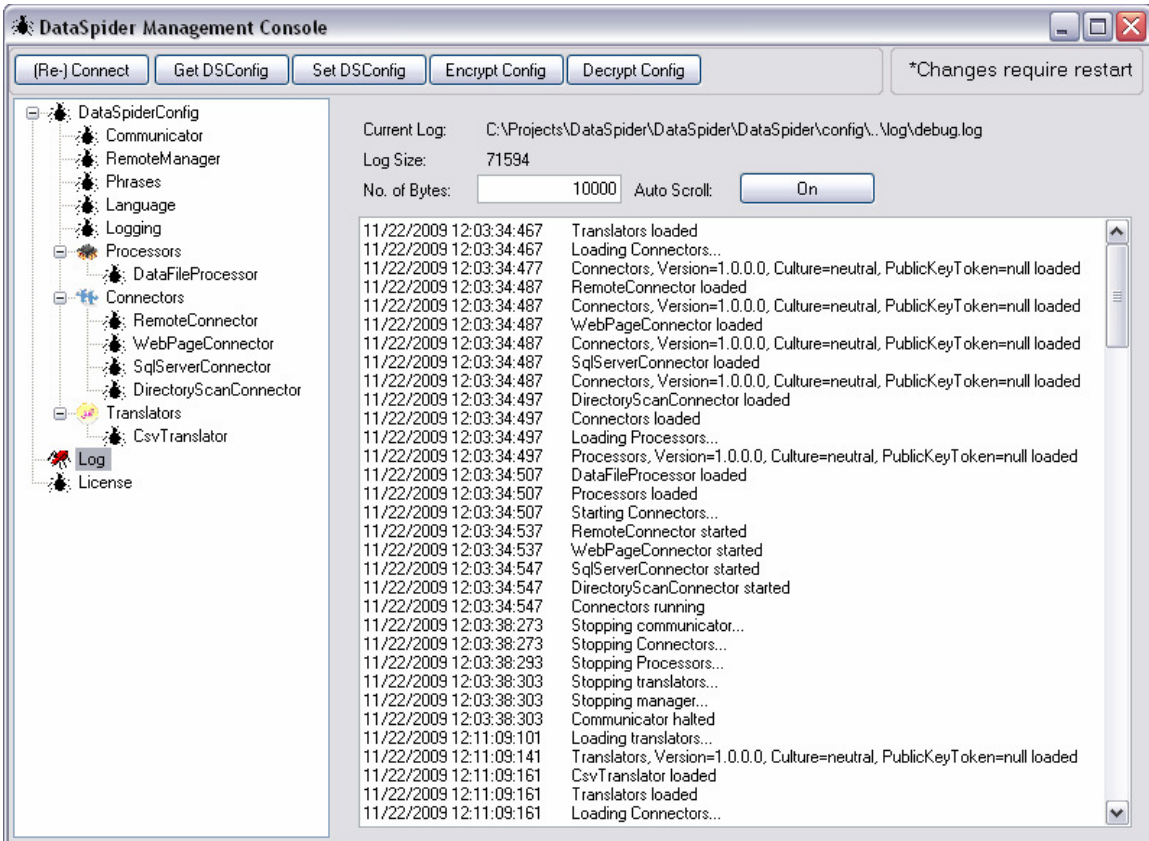 DataSpider Management Console
(Re-) Connect Get DSConfig Set DSConfig Encrypt Config Decrypt Config *Changes require restart
DataSpiderConfig
Communicator
RemoteManager
Phrases
Language
Logging
Processors
DataFileProcessor
Connectors
RemoteConnector
WebPageConnector
SqlServerConnector
DirectoryScanConnector
Translators
CsvTranslator
Log
License
Current Log: C:\Projects\DataSpider\DataSpider\DataSpider\config\..\log\debug.log
Log Size: 71594
No. of Bytes: 10000 Auto Scroll: On
11/22/2009 12:03:34:467 Translators loaded
11/22/2009 12:03:34:467 Loading Connectors...
11/22/2009 12:03:34:477 Connectors, Version=1.0.0.0, Culture=neutral, PublicKeyToken=null loaded
11/22/2009 12:03:34:487 RemoteConnector loaded
11/22/2009 12:03:34:487 Connectors, Version=1.0.0.0, Culture=neutral, PublicKeyToken=null loaded
11/22/2009 12:03:34:487 WebPageConnector loaded
11/22/2009 12:03:34:487 Connectors, Version=1.0.0.0, Culture=neutral, PublicKeyToken=null loaded
11/22/2009 12:03:34:487 SqlServerConnector loaded
11/22/2009 12:03:34:487 Connectors, Version=1.0.0.0, Culture=neutral, PublicKeyToken=null loaded
11/22/2009 12:03:34:497 DirectoryScanConnector loaded
11/22/2009 12:03:34:497 Connectors loaded
11/22/2009 12:03:34:497 Loading Processors...
11/22/2009 12:03:34:497 Processors, Version=1.0.0.0, Culture=neutral, PublicKeyToken=null loaded
11/22/2009 12:03:34:507 DataFileProcessor loaded
11/22/2009 12:03:34:507 Processors loaded
11/22/2009 12:03:34:507 Starting Connectors...
11/22/2009 12:03:34:537 RemoteConnector started
11/22/2009 12:03:34:537 WebPageConnector started
11/22/2009 12:03:34:547 SqlServerConnector started
11/22/2009 12:03:34:547 DirectoryScanConnector started
11/22/2009 12:03:34:547 Connectors running
11/22/2009 12:03:38:273 Stopping communicator...
11/22/2009 12:03:38:273 Stopping Connectors...
11/22/2009 12:03:38:293 Stopping Processors...
11/22/2009 12:03:38:303 Stopping translators...
11/22/2009 12:03:38:303 Stopping manager...
11/22/2009 12:03:38:303 Communicator halted
11/22/2009 12:11:09:101 Loading translators...
11/22/2009 12:11:09:141 Translators, Version=1.0.0.0, Culture=neutral, PublicKeyToken=null loaded
11/22/2009 12:11:09:161 CsvTranslator loaded
11/22/2009 12:11:09:161 Translators loaded
11/22/2009 12:11:09:161 Loading Connectors...